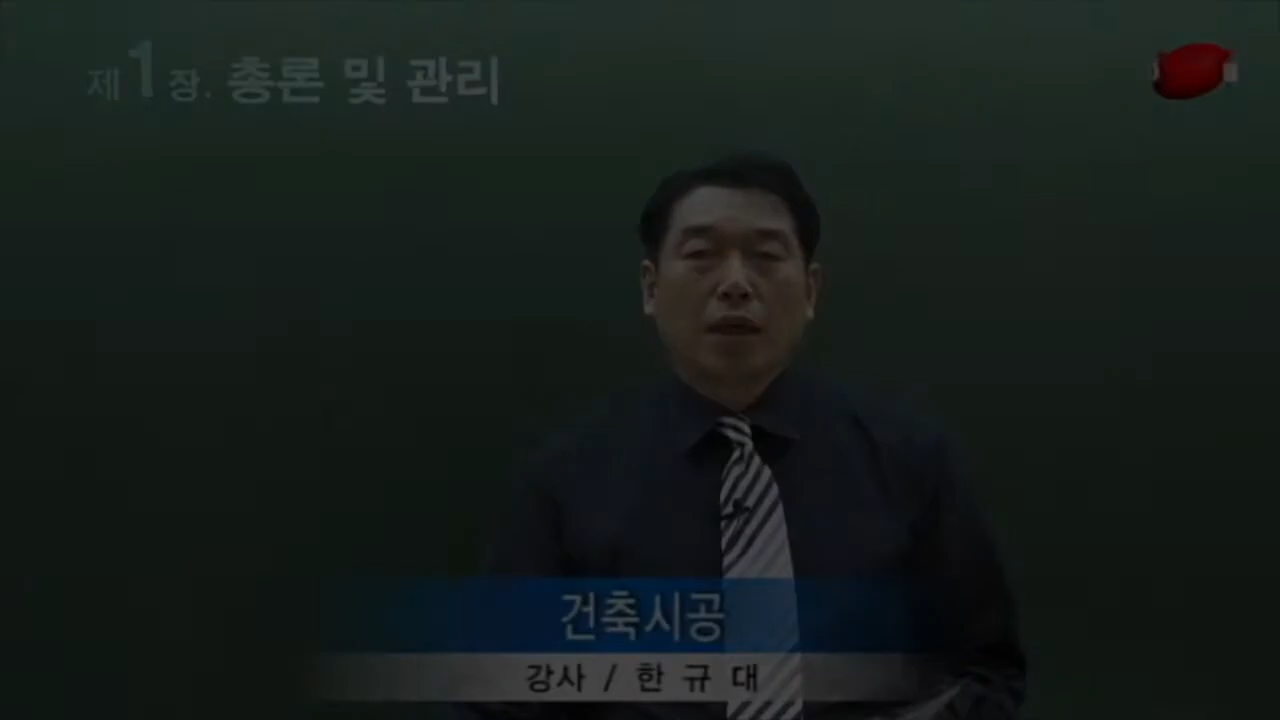 제1장. 총론 및 관리
건축시공
강사 / 한 규 대